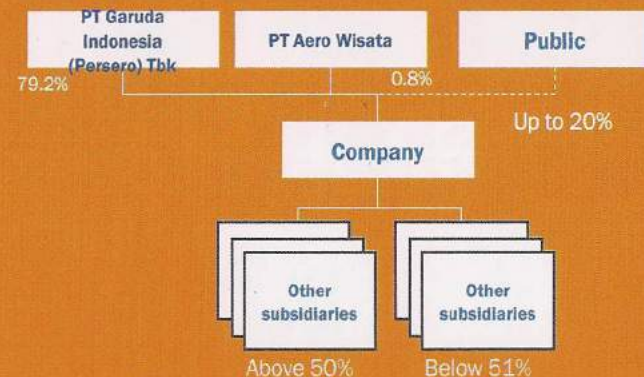 PT Garuda
Indonesia
(Persero) Tbk
PT Aero Wisata
Public
79.2%
0.8%
Up to 20%
Company
Other
subsidiaries
Other
subsidiaries
Above 50%
Below 51%